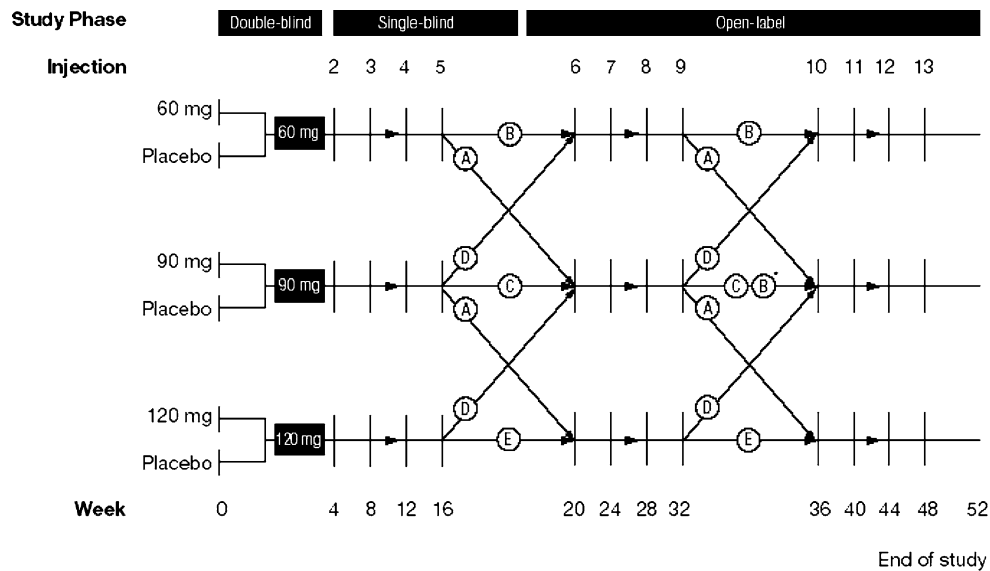 Study Phase Double-blind Single-blind Open-label
Injection 2 3 4 5 6 7 8 9 10 11 12 13
60 mg
60 mg B B
Placebo A A
D D
90 mg
90 mg C C B*
Placebo A A
D D
120 mg
120 mg E E
Placebo
Week 0 4 8 12 16 20 24 28 32 36 40 44 48 52
End of study